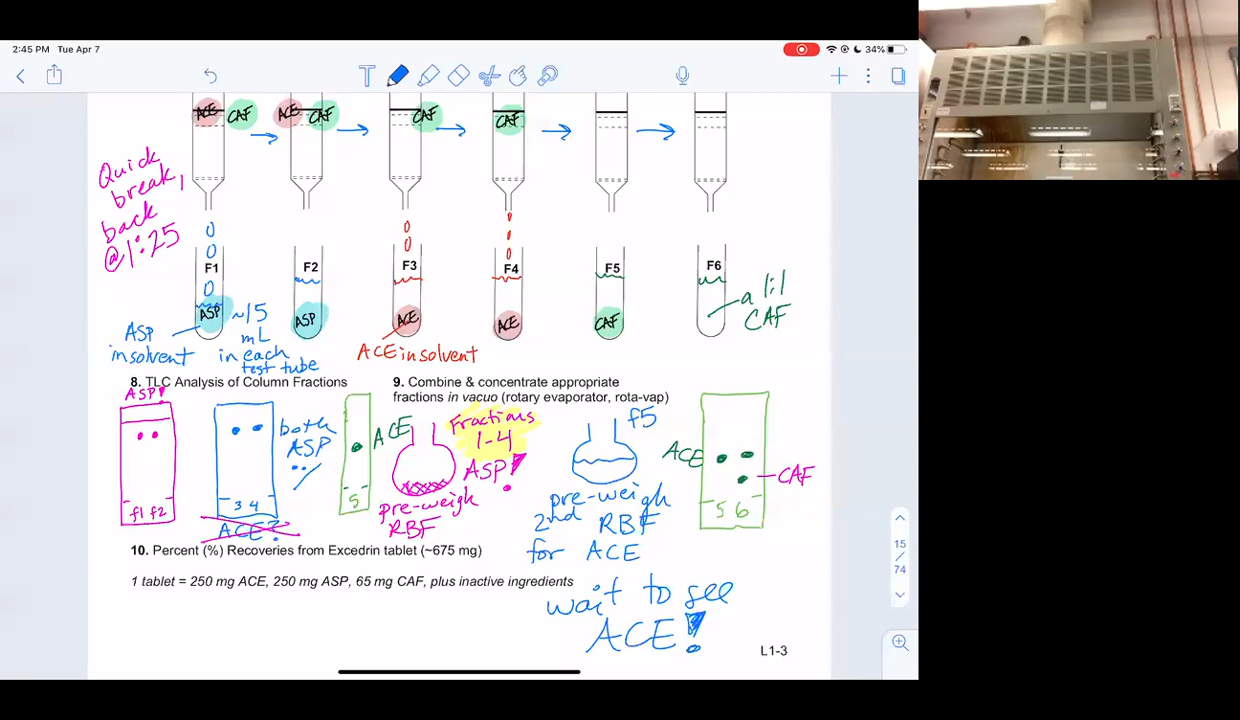 2:45 PM Tue Apr 7
34%
T
ACE CAF ACE CAF CAF CAF
Quick
break,
back
@1:25
F1 F2 F3 F4 F5 F6
ASP ASP ACE ACE CAF
a lil
CAF
ASP
insolvent
~15
mL
in each
test tube
ACE insolvent
8. TLC Analysis of Column Fractions
ASP!
f1 f2
3 4
both
ASP
ACE?
5
ACE
9. Combine & concentrate appropriate
fractions in vacuo (rotary evaporator, rota-vap)
Fractions
1-4
ASP!
pre-weigh
RBF
f5
pre-weigh
2nd RBF
for ACE
ACE
CAF
5 6
10. Percent (%) Recoveries from Excedrin tablet (~675 mg)
1 tablet = 250 mg ACE, 250 mg ASP, 65 mg CAF, plus inactive ingredients
wait to see
ACE!
L1-3
15
74